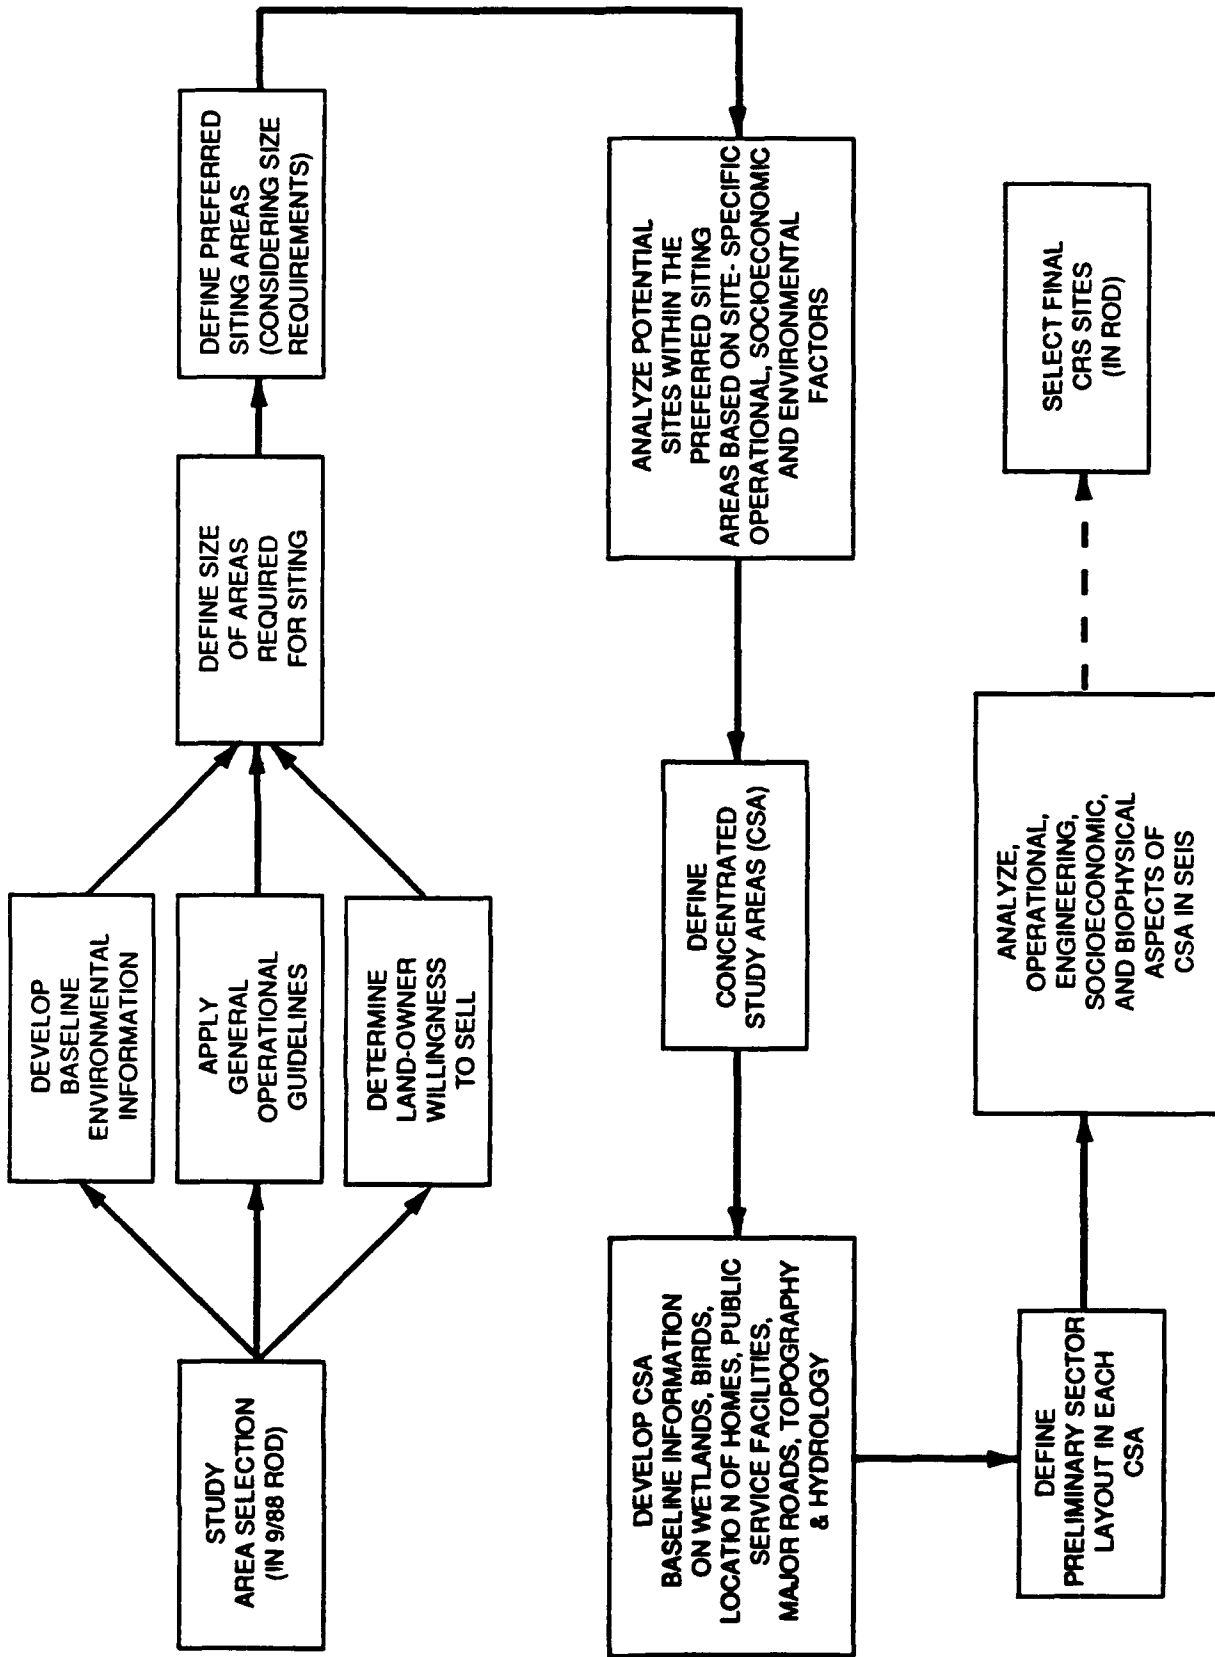 STUDY
AREA SELECTION
(IN 9/88 ROD)
DEVELOP
BASELINE
ENVIRONMENTAL
INFORMATION
APPLY
GENERAL
OPERATIONAL
GUIDELINES
DETERMINE
LAND-OWNER
WILLINGNESS
TO SELL
DEFINE SIZE
OF AREAS
REQUIRED
FOR SITING
DEFINE PREFERRED
SITING AREAS
(CONSIDERING SIZE
REQUIREMENTS)
ANALYZE POTENTIAL
SITES WITHIN THE
PREFERRED SITING
AREAS BASED ON SITE- SPECIFIC
OPERATIONAL, SOCIOECONOMIC
AND ENVIRONMENTAL
FACTORS
DEFINE
CONCENTRATED
STUDY AREAS (CSA)
DEVELOP CSA
BASELINE INFORMATION
ON WETLANDS, BIRDS,
LOCATIO N OF HOMES, PUBLIC
SERVICE FACILITIES,
MAJOR ROADS, TOPOGRAPHY
& HYDROLOGY
DEFINE
PRELIMINARY SECTOR
LAYOUT IN EACH
CSA
ANALYZE,
OPERATIONAL,
ENGINEERING,
SOCIOECONOMIC,
AND BIOPHYSICAL
ASPECTS OF
CSA IN SEIS
SELECT FINAL
CRS SITES
(IN ROD)